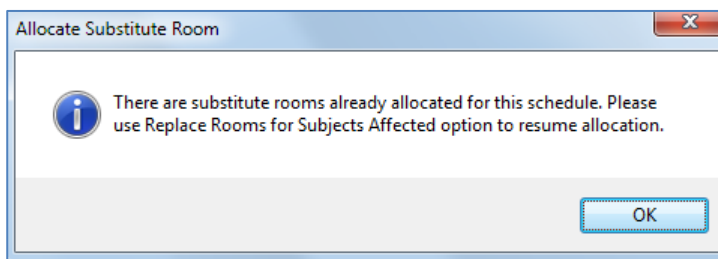 Allocate Substitute Room
There are substitute rooms already allocated for this schedule. Please
use Replace Rooms for Subjects Affected option to resume allocation.
OK